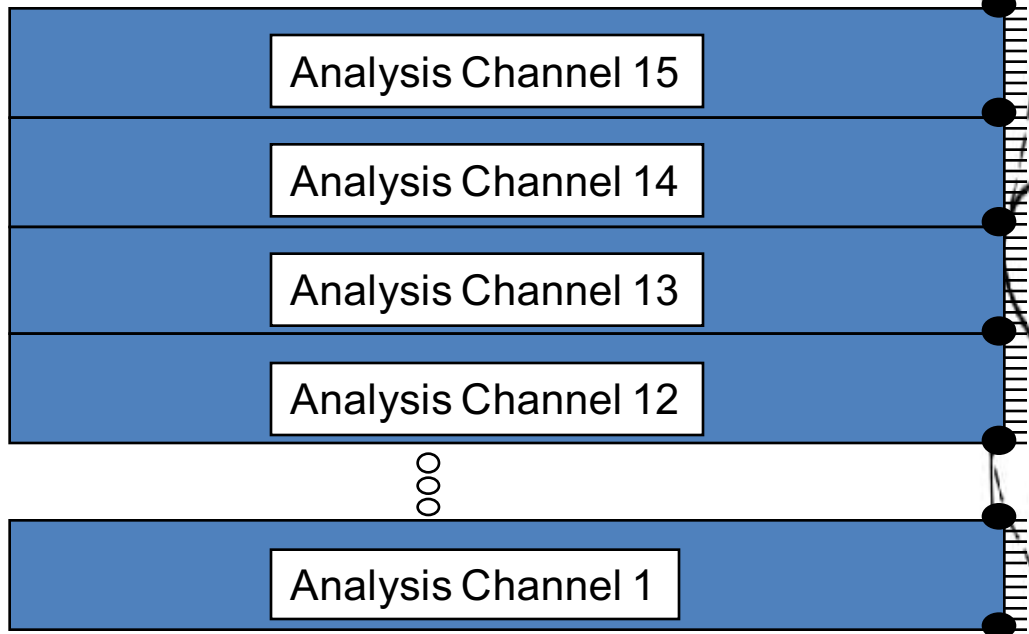 Analysis Channel 15
Analysis Channel 14
Analysis Channel 13
Analysis Channel 12
Analysis Channel 1